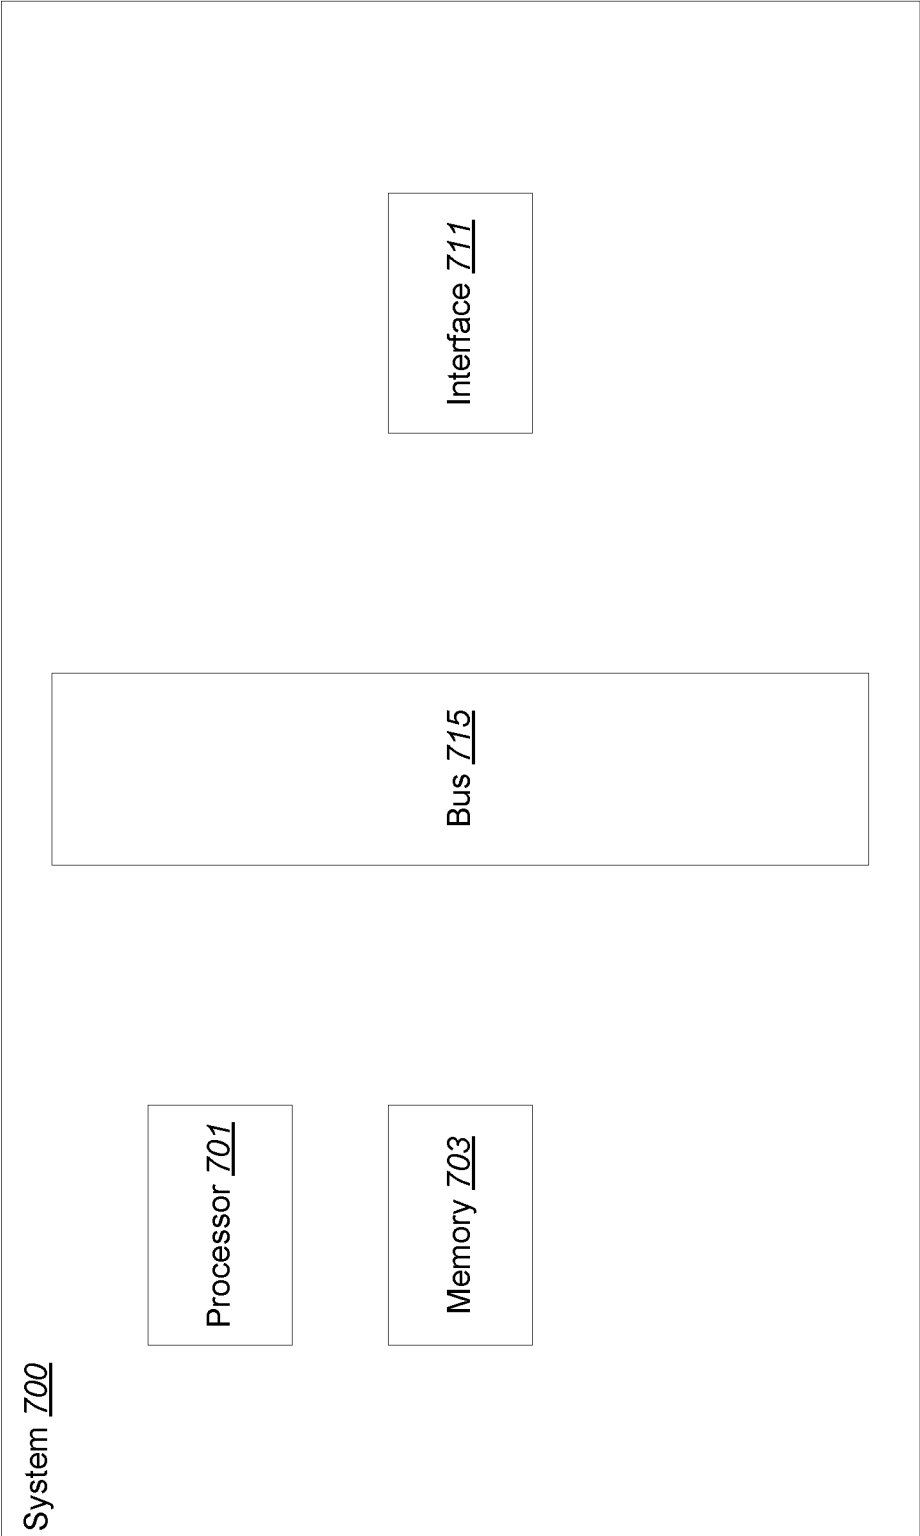 System 700
Processor 701
Memory 703
Bus 715
Interface 711